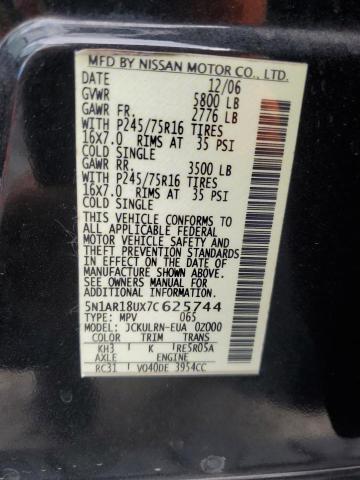 MFD BY NISSAN MOTOR CO., LTD.
DATE 12/06
GVWR 5800 LB
GAWR FR. 2776 LB
WITH P245/75R16 TIRES
16X7.0 RIMS AT 35 PSI
COLD SINGLE
GAWR RR 3500 LB
WITH P245/75R16 TIRES
16X7.0 RIMS AT 35 PSI
COLD SINGLE
THIS VEHICLE CONFORMS TO
ALL APPLICABLE FEDERAL
MOTOR VEHICLE SAFETY AND
THEFT PREVENTION STANDARDS
IN EFFECT ON THE DATE OF
MANUFACTURE SHOWN ABOVE.
SEE OWNERS MANUAL FOR
ADDITIONAL INFORMATION.
5N1AR18UX7C625744
TYPE: MPV 065
MODEL: JCKULRN-EUA 0Z000
COLOR TRIM TRANS
KH3 K RE5R05A
AXLE ENGINE
RC31 VQ40DE 3954CC